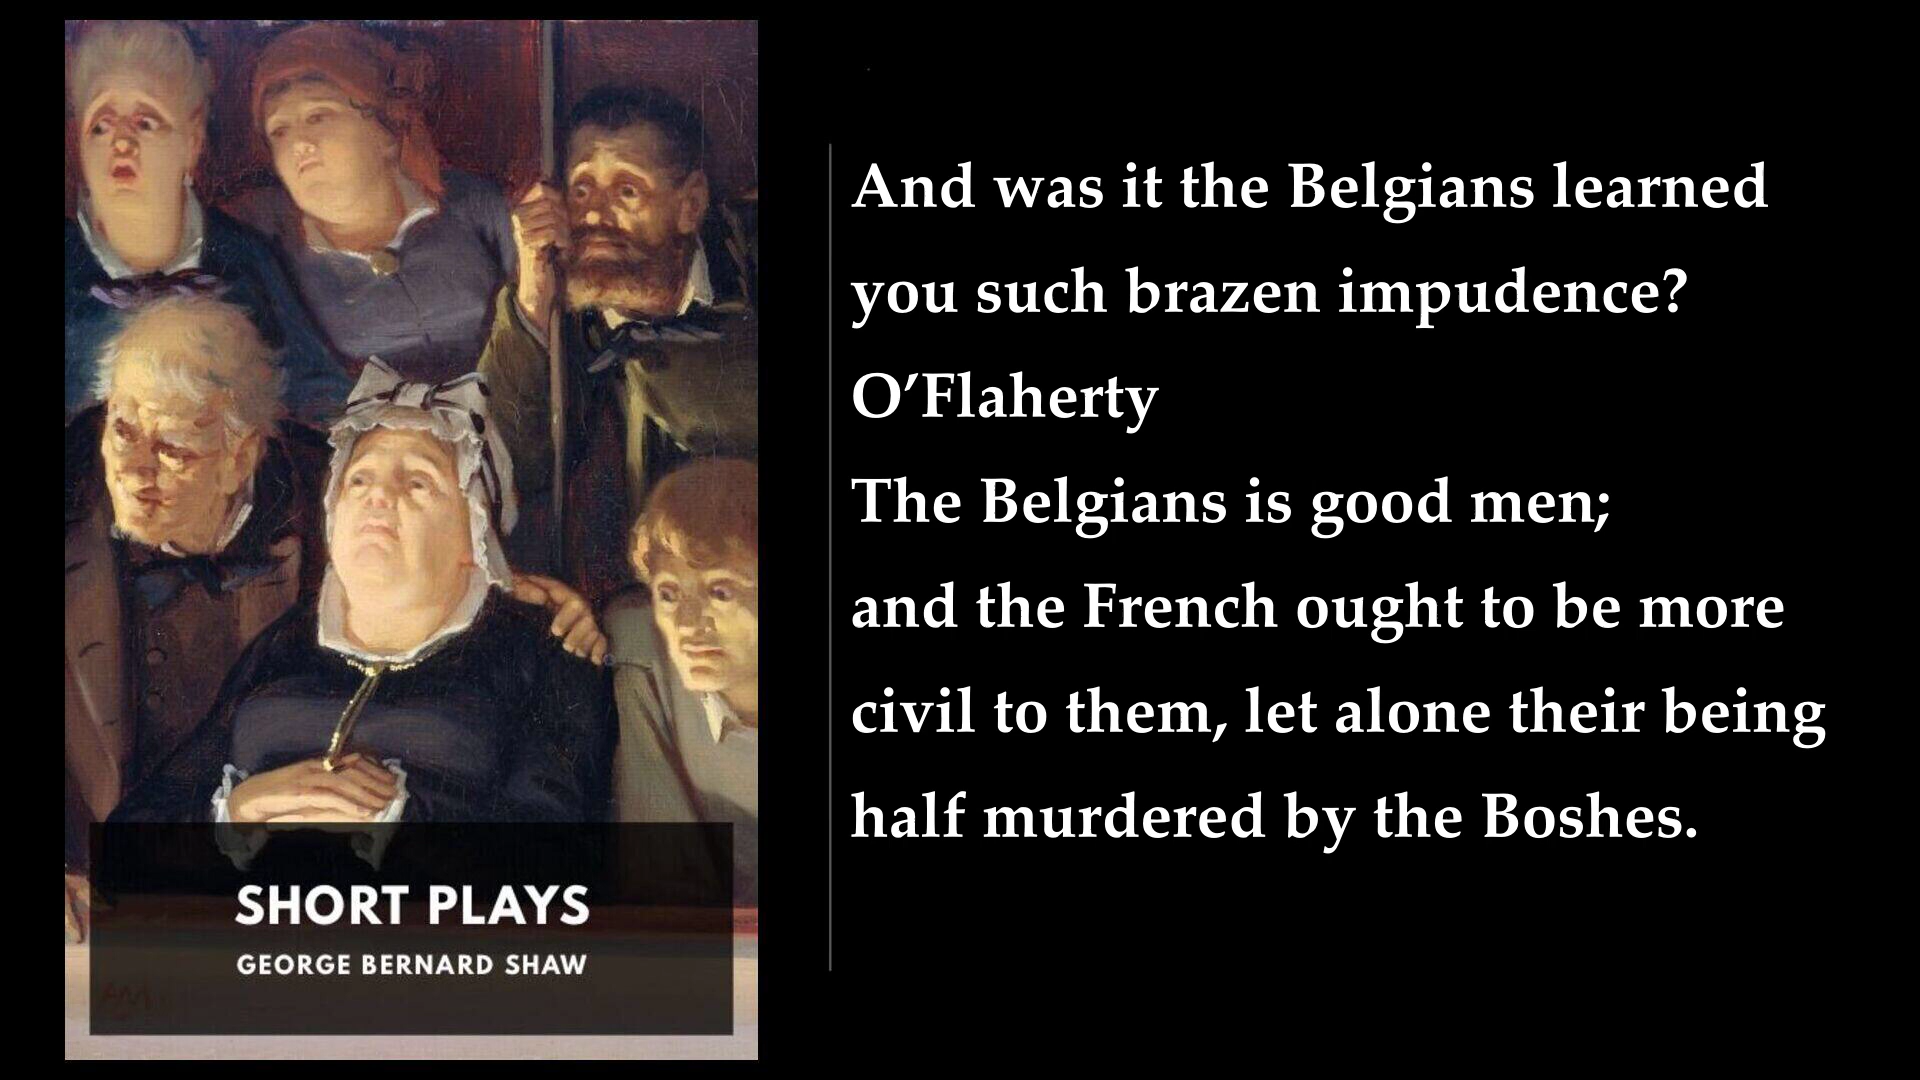 And was it the Belgians learned
you such brazen impudence?
O’Flaherty
The Belgians is good men;
and the French ought to be more
civil to them, let alone their being
half murdered by the Boshes.
SHORT PLAYS
GEORGE BERNARD SHAW